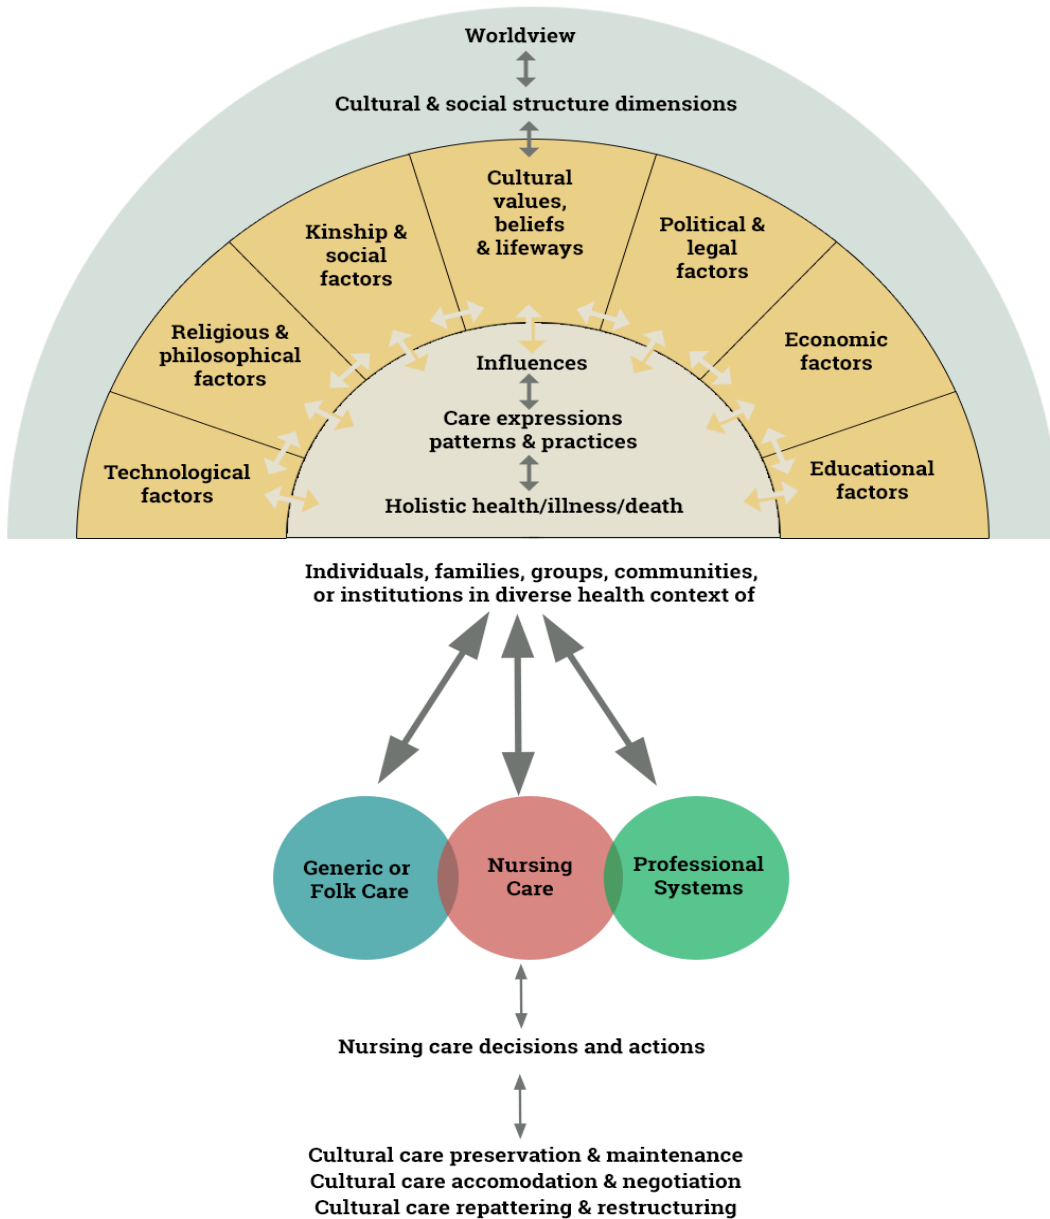 Worldview
Cultural & social structure dimensions
Cultural
values,
beliefs
& lifeways
Kinship &
social
factors
Political &
legal
factors
Religious &
philosophical
factors
Economic
factors
Technological
factors
Educational
factors
Influences
Care expressions
patterns & practices
Holistic health/illness/death
Individuals, families, groups, communities,
or institutions in diverse health context of
Generic or
Folk Care
Nursing
Care
Professional
Systems
Nursing care decisions and actions
Cultural care preservation & maintenance
Cultural care accomodation & negotiation
Cultural care repattering & restructuring